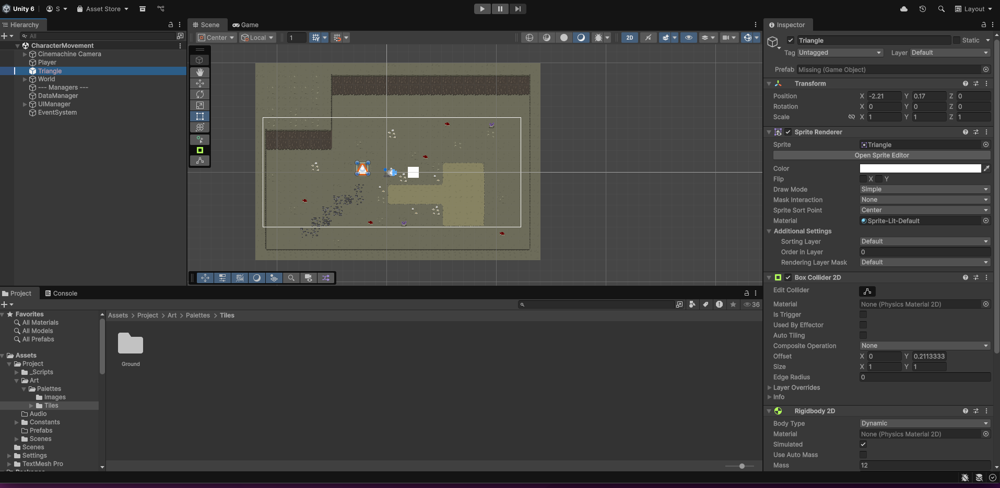 Unity 6 S Asset Store Layout
Hierarchy
All
CharacterMovement
Cinemachine Camera
Player
Triangle
World
--- Managers ---
DataManager
UIManager
EventSystem
Scene Game
Center Local 1 2D
Project Console
36
Favorites
All Materials
All Models
All Prefabs
Assets
Project
_Scripts
Art
Palettes
Images
Tiles
Audio
Constants
Prefabs
Scenes
Scenes
Settings
TextMesh Pro
Assets > Project > Art > Palettes > Tiles
Ground
Inspector
Triangle Static
Tag Untagged Layer Default
Prefab Missing (Game Object)
Transform
Position X -2.21 Y 0.17 Z 0
Rotation X 0 Y 0 Z 0
Scale X 1 Y 1 Z 1
Sprite Renderer
Sprite Triangle
Open Sprite Editor
Color
Flip X Y
Draw Mode Simple
Mask Interaction None
Sprite Sort Point Center
Material Sprite-Lit-Default
Additional Settings
Sorting Layer Default
Order in Layer 0
Rendering Layer Mask Default
Box Collider 2D
Edit Collider
Material None (Physics Material 2D)
Is Trigger
Used By Effector
Auto Tiling
Composite Operation None
Offset X 0 Y 0.2113333
Size X 1 Y 1
Edge Radius 0
Layer Overrides
Info
Rigidbody 2D
Body Type Dynamic
Material None (Physics Material 2D)
Simulated
Use Auto Mass
Mass 12